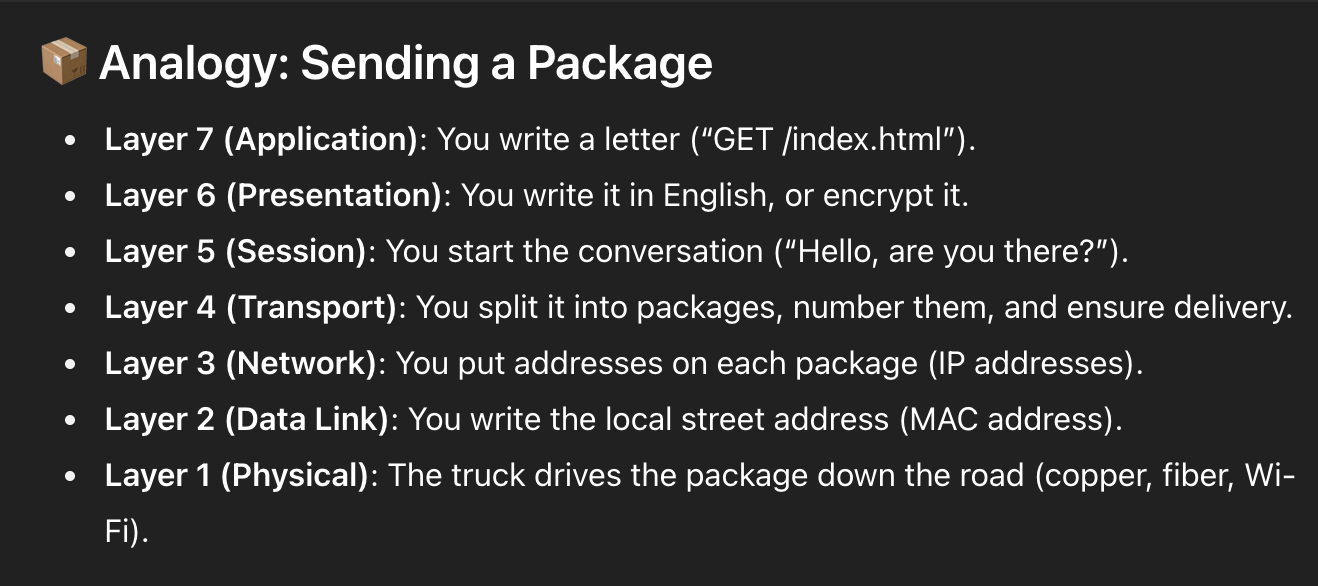 📦 Analogy: Sending a Package
• Layer 7 (Application): You write a letter (“GET /index.html”).
• Layer 6 (Presentation): You write it in English, or encrypt it.
• Layer 5 (Session): You start the conversation (“Hello, are you there?”).
• Layer 4 (Transport): You split it into packages, number them, and ensure delivery.
• Layer 3 (Network): You put addresses on each package (IP addresses).
• Layer 2 (Data Link): You write the local street address (MAC address).
• Layer 1 (Physical): The truck drives the package down the road (copper, fiber, Wi-
Fi).